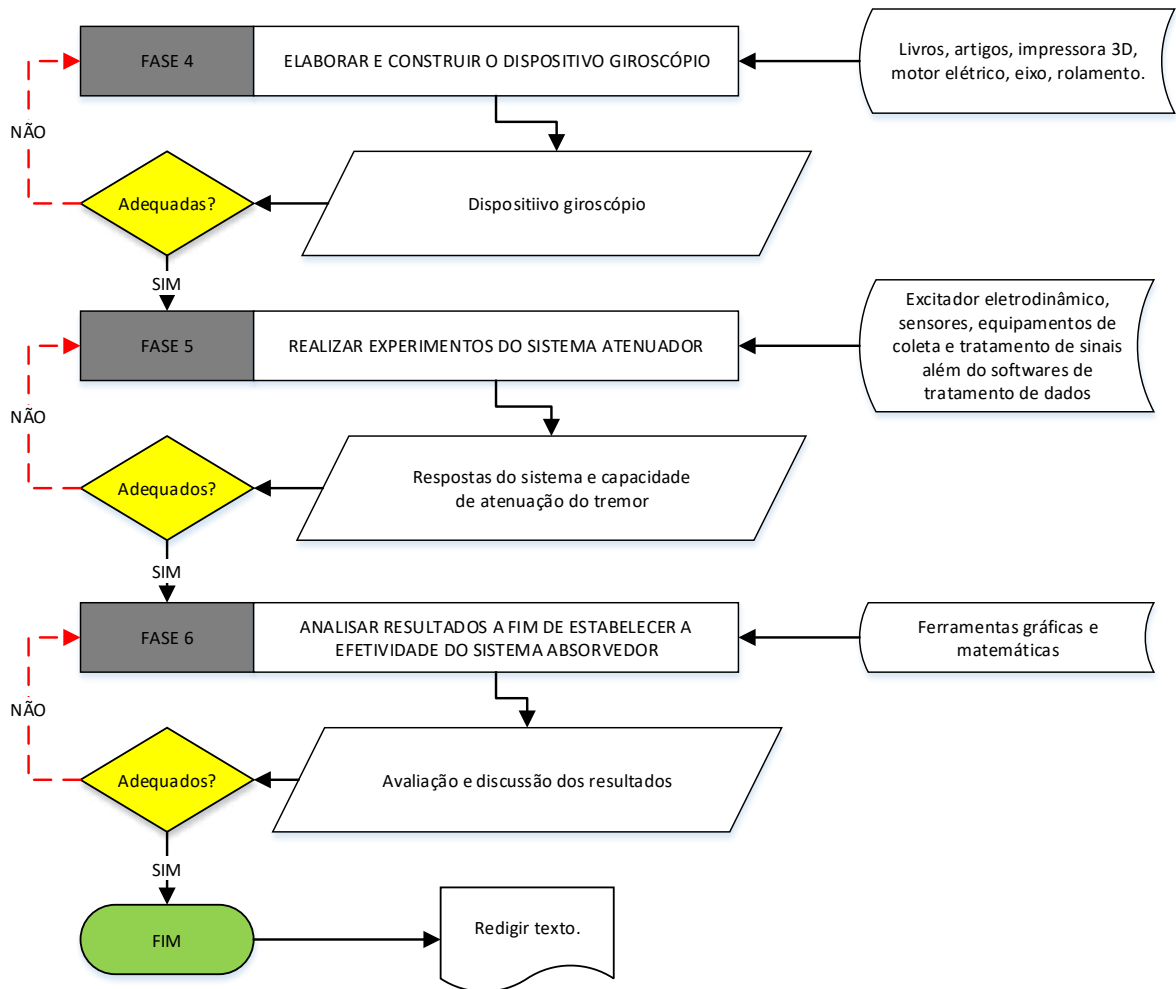 FASE 4
ELABORAR E CONSTRUIR O DISPOSITIVO GIROSCÓPIO
Livros, artigos, impressora 3D,
motor elétrico, eixo, rolamento.
NÃO
Adequadas?
Dispositiivo giroscópio
SIM
FASE 5
REALIZAR EXPERIMENTOS DO SISTEMA ATENUADOR
Excitador eletrodinâmico,
sensores, equipamentos de
coleta e tratamento de sinais
além do softwares de
tratamento de dados
NÃO
Adequados?
Respostas do sistema e capacidade
de atenuação do tremor
SIM
FASE 6
ANALISAR RESULTADOS A FIM DE ESTABELECER A
EFETIVIDADE DO SISTEMA ABSORVEDOR
Ferramentas gráficas e
matemáticas
NÃO
Adequados?
Avaliação e discussão dos resultados
SIM
FIM
Redigir texto.